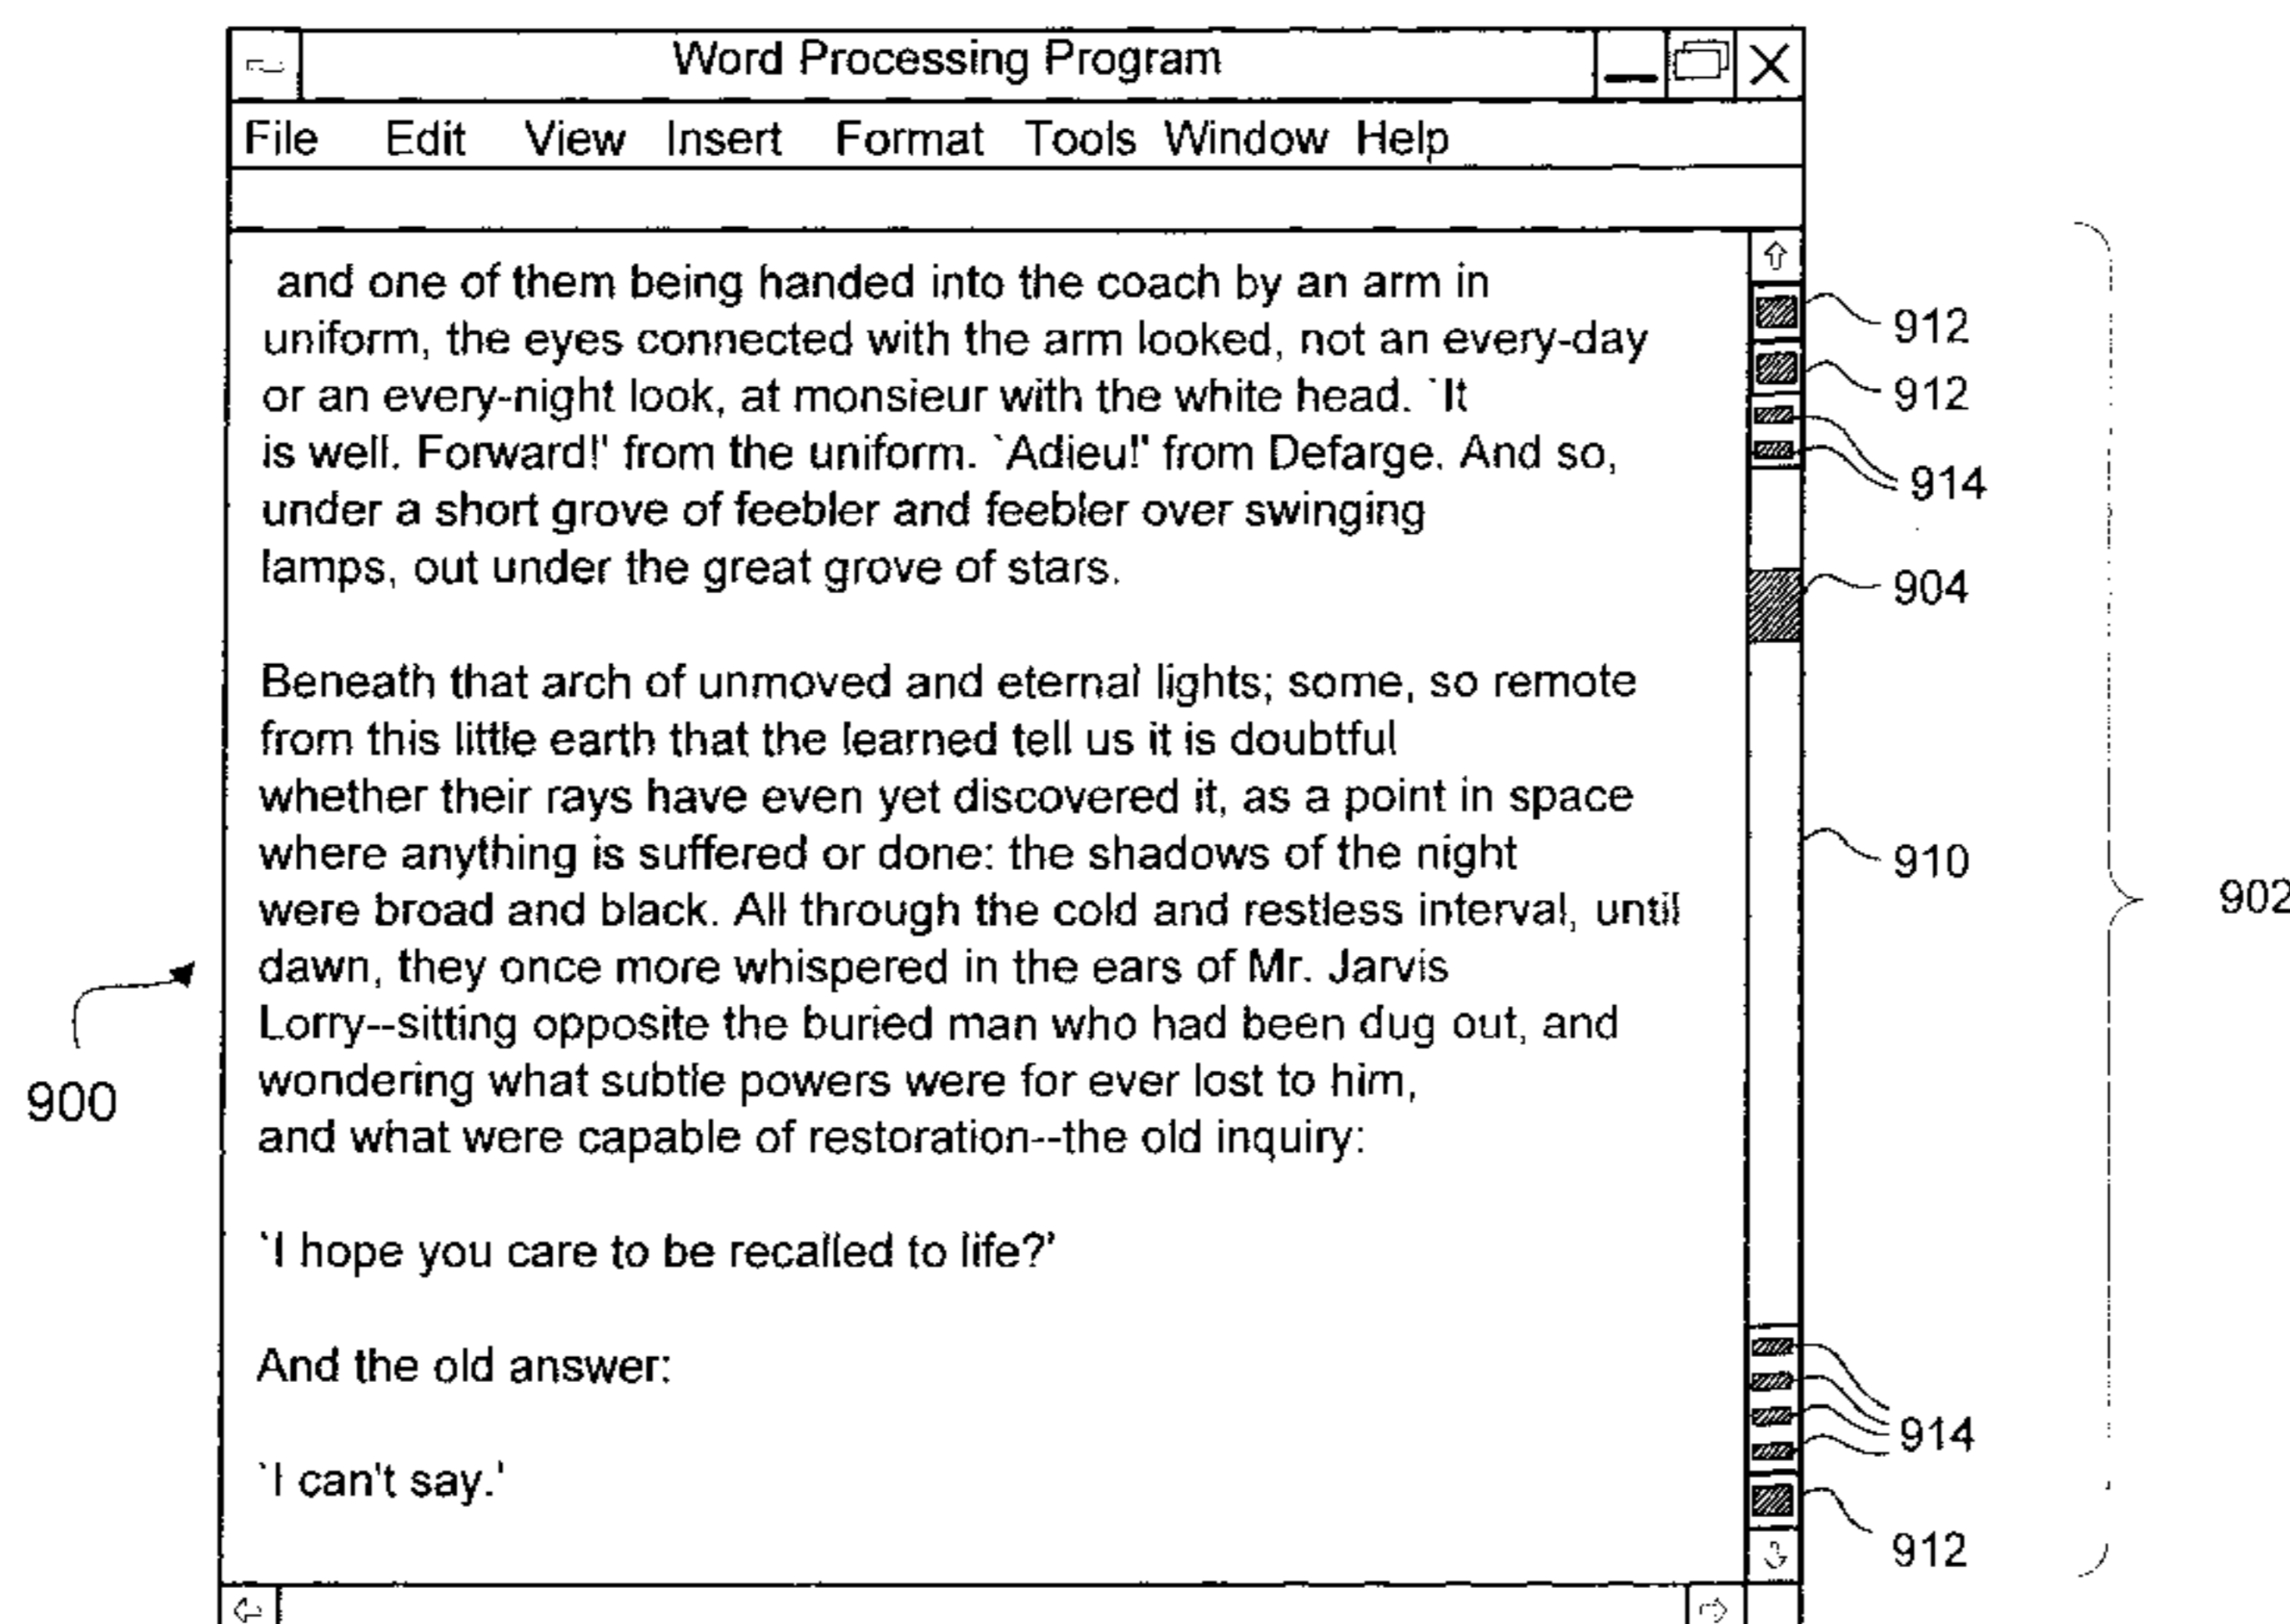 Word Processing Program
File Edit View Insert Format Tools Window Help
and one of them being handed into the coach by an arm in
uniform, the eyes connected with the arm looked, not an every-day
or an every-night look, at monsieur with the white head. `It
is well. Forward!' from the uniform. `Adieu!" from Defarge. And so,
under a short grove of feebler and feebler over swinging
lamps, out under the great grove of stars.
Beneath that arch of unmoved and eternal lights; some, so remote
from this little earth that the learned tell us it is doubtful
whether their rays have even yet discovered it, as a point in space
where anything is suffered or done: the shadows of the night
were broad and black. All through the cold and restless interval, until
dawn, they once more whispered in the ears of Mr. Jarvis
Lorry--sitting opposite the buried man who had been dug out, and
wondering what subtle powers were for ever lost to him,
and what were capable of restoration--the old inquiry:
`I hope you care to be recalled to life?'
And the old answer:
`I can't say.'
912
912
914
904
910
902
900
914
912